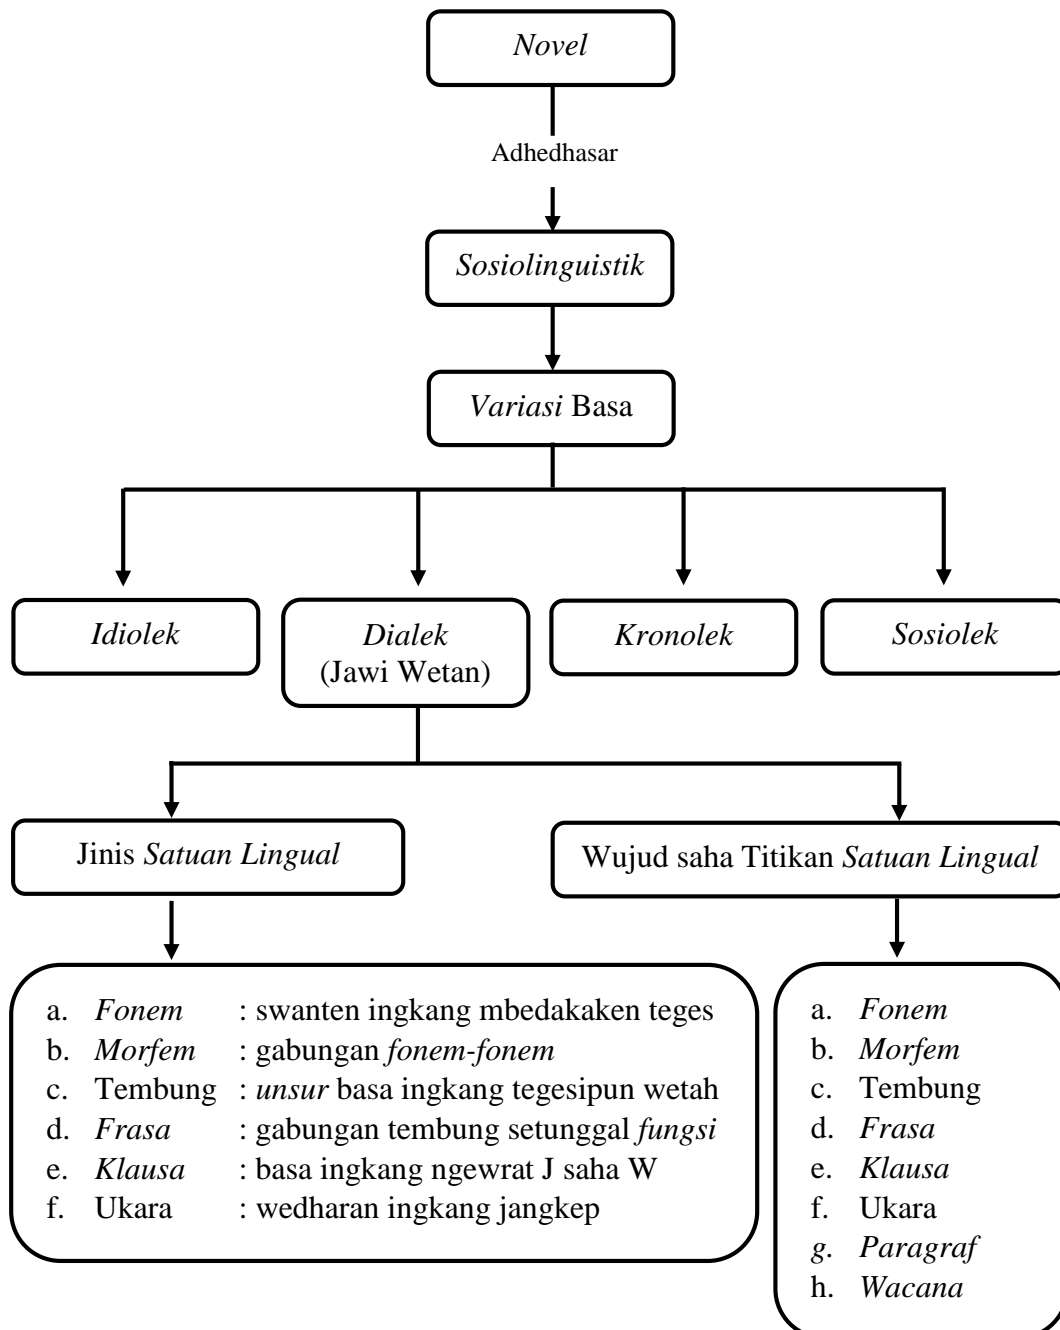 Novel
Adhedhasar
Sosiolinguistik
Variasi Basa
Idiolek
Dialek
(Jawi Wetan)
Kronolek
Sosiolek
Jinis Satuan Lingual
Wujud saha Titikan Satuan Lingual
a. Fonem : swanten ingkang mbedakaken teges
b. Morfem : gabungan fonem-fonem
c. Tembung : unsur basa ingkang tegesipun wetah
d. Frasa : gabungan tembung setunggal fungsi
e. Klausa : basa ingkang ngewrat J saha W
f. Ukara : wedharan ingkang jangkep
a. Fonem
b. Morfem
c. Tembung
d. Frasa
e. Klausa
f. Ukara
g. Paragraf
h. Wacana